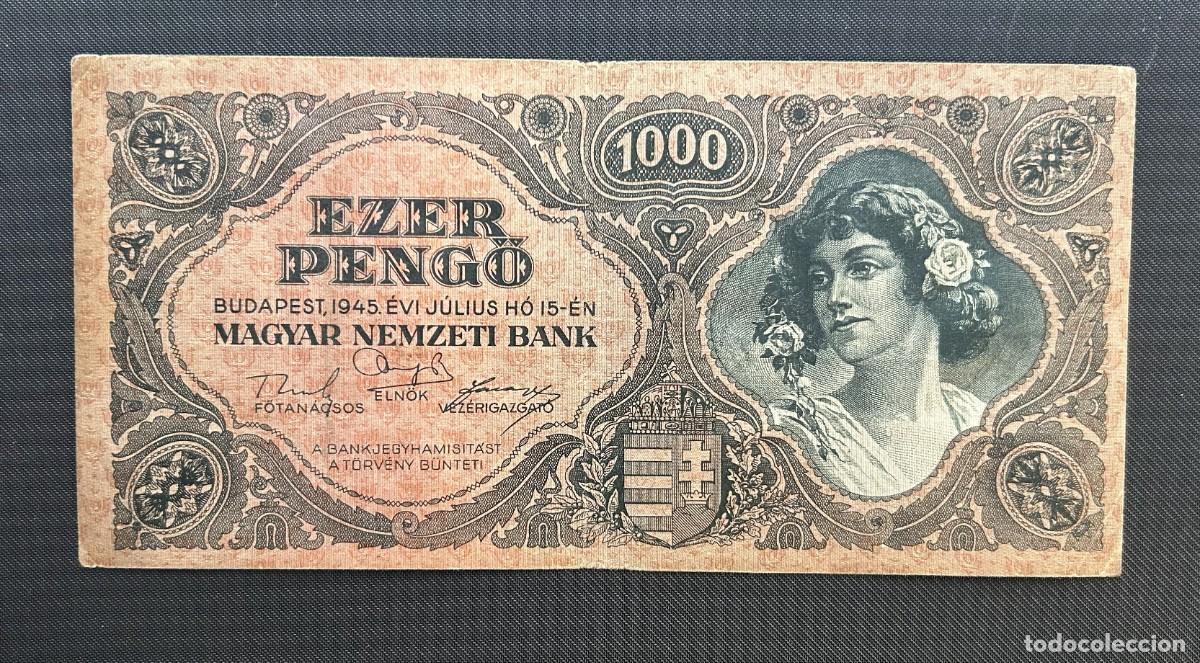 1000
EZER
PENGŐ
BUDAPEST, 1945. ÉVI JÚLIUS HÓ 15-ÉN
MAGYAR NEMZETI BANK
FŐTANÁCSOS
ELNÖK
VEZÉRIGAZGATÓ
A BANKJEGYHAMISITÁST
A TÖRVÉNY BÜNTETI
todocoleccion